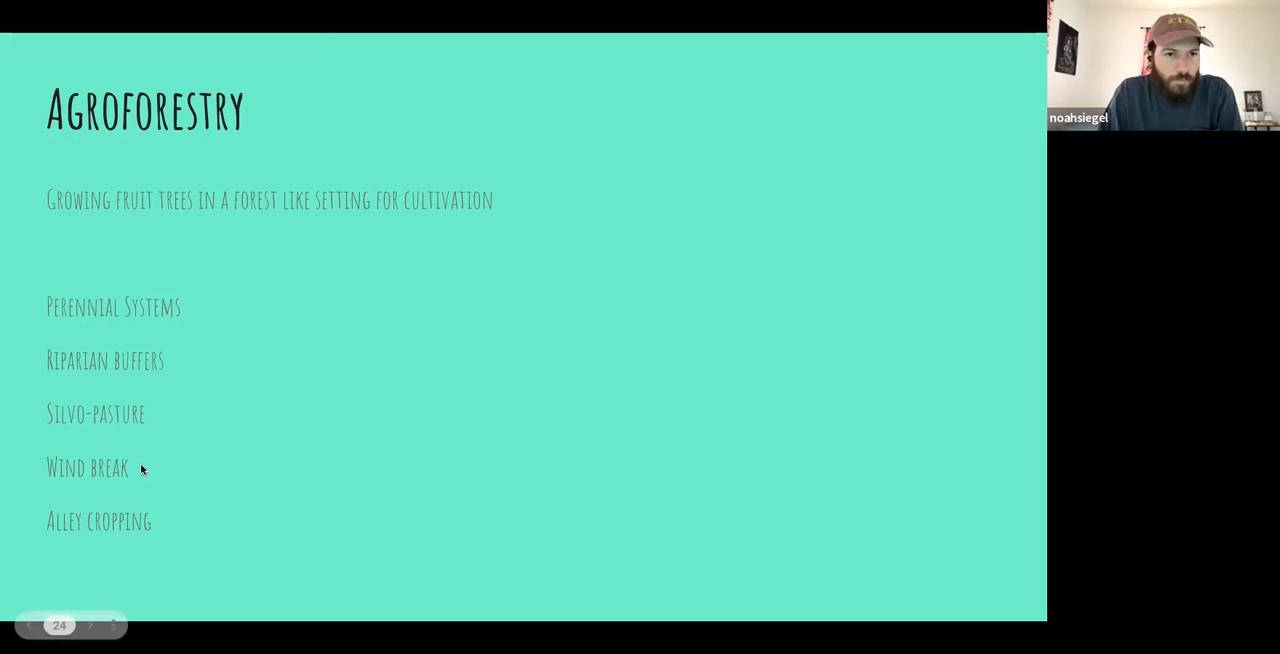 Agroforestry
noahsiegel
Growing fruit trees in a forest like setting for cultivation
Perennial Systems
Riparian buffers
Silvo-pasture
Wind break
Alley cropping
24